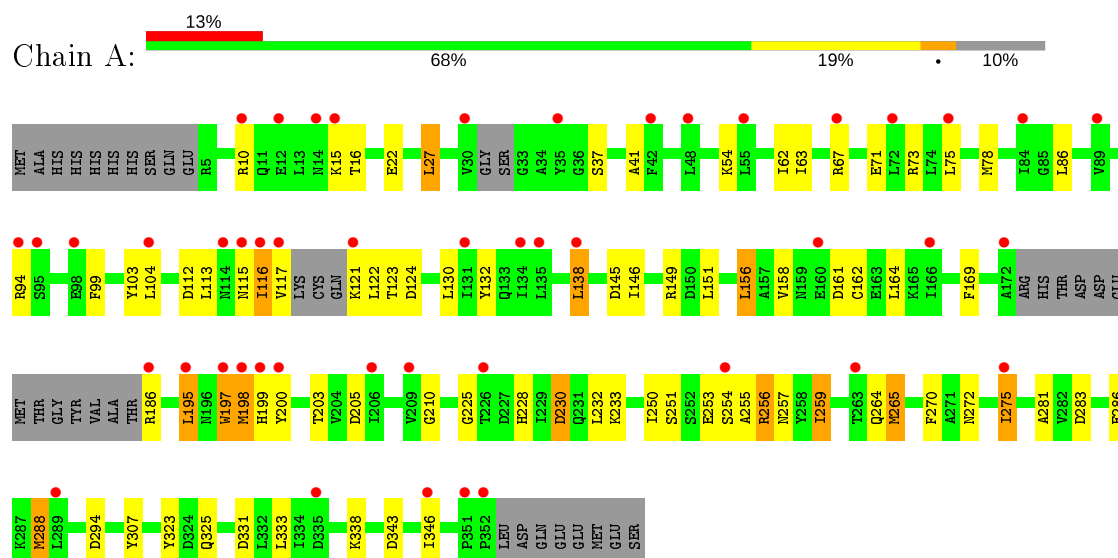 13%
Chain A:
68% 19% • 10%
MET ALA HIS HIS HIS HIS HIS HIS SER GLN GLU R5 R10 Q11 E12 L13 N14 K15 T16 E22 L27 V30 GLY SER G33 A34 Y35 G36 S37 A41 F42 L48 K54 L55 I62 I63 R67 E71 L72 R73 L74 L75 M78 I84 G85 L86 V89
R94 S95 E98 F99 Y103 L104 D112 L113 N114 N115 I116 V117 LYS CYS GLN K121 L122 T123 D124 L130 I131 Y132 Q133 I134 L135 L138 D145 I146 R149 D150 L151 L156 A157 V158 N159 E160 D161 C162 E163 L164 K165 I166 F169 A172 ARG HIS THR ASP ASP GLU
MET THR GLY TYR VAL ALA THR R186 L195 N196 W197 M198 H199 Y200 T203 V204 D205 I206 V209 G210 G225 T226 D227 H228 I229 D230 Q231 L232 K233 I250 S251 S252 E253 S254 A255 R256 N257 Y258 I259 T263 Q264 M265 F270 A271 N272 I275 A281 V282 D283
K287 M288 L289 D294 Y307 Y323 D324 Q325 D331 L332 L333 I334 D335 K338 D343 I346 P351 P352 LEU ASP GLN GLU GLU MET GLU SER